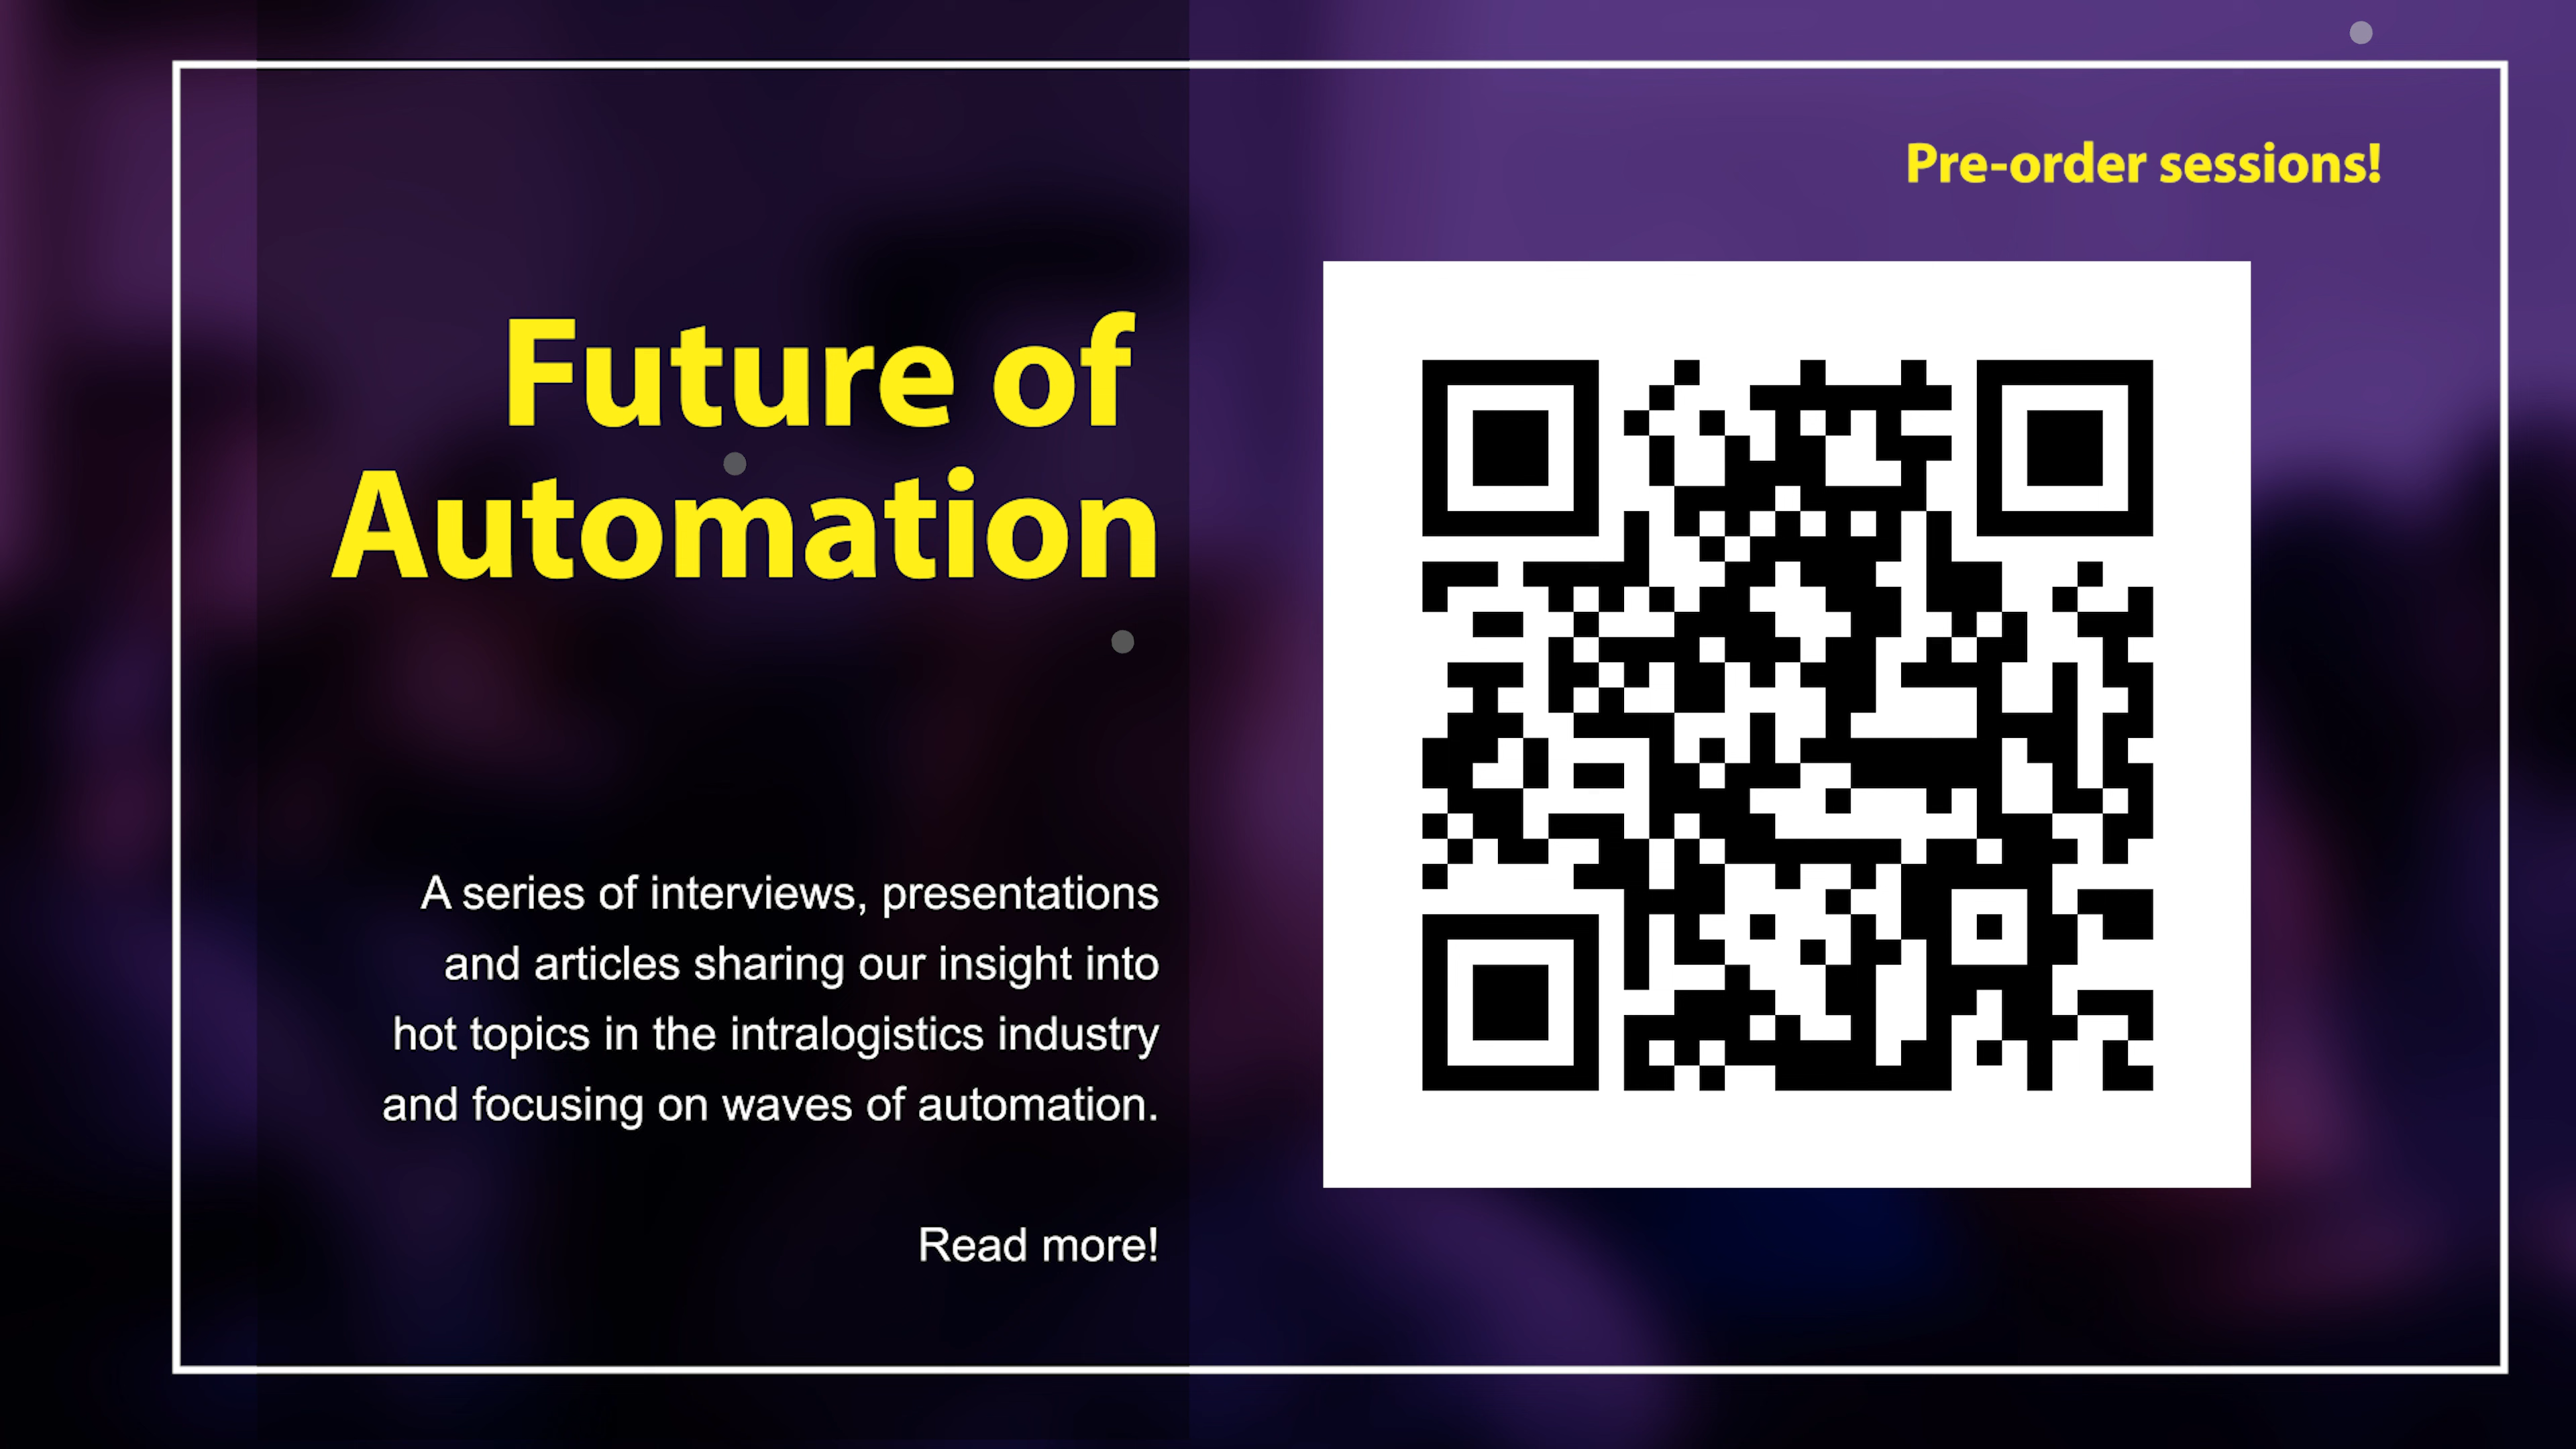 Pre-order sessions!
Future of
Automation
A series of interviews, presentations
and articles sharing our insight into
hot topics in the intralogistics industry
and focusing on waves of automation.
Read more!